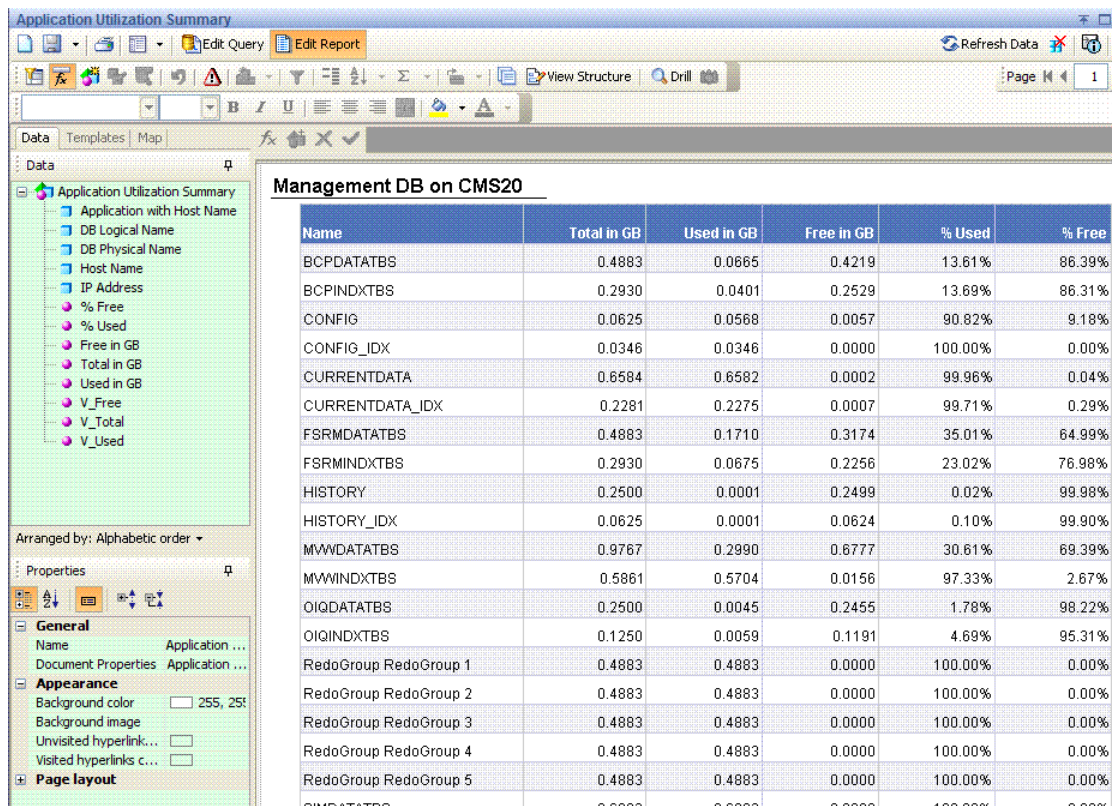 Application Utilization Summary
Edit Query Edit Report Refresh Data
View Structure Drill Page 1
B I U A
Data Templates Map
Data
Application Utilization Summary
Application with Host Name
DB Logical Name
DB Physical Name
Host Name
IP Address
% Free
% Used
Free in GB
Total in GB
Used in GB
V_Free
V_Total
V_Used
Arranged by: Alphabetic order
Properties
General
Name Application ...
Document Properties Application ...
Appearance
Background color 255, 25
Background image
Unvisited hyperlink...
Visited hyperlinks c...
Page layout
Management DB on CMS20
Name Total in GB Used in GB Free in GB % Used % Free
BCPDATATBS 0.4883 0.0665 0.4219 13.61% 86.39%
BCPINDXTBS 0.2930 0.0401 0.2529 13.69% 86.31%
CONFIG 0.0625 0.0568 0.0057 90.82% 9.18%
CONFIG_IDX 0.0346 0.0346 0.0000 100.00% 0.00%
CURRENTDATA 0.6584 0.6582 0.0002 99.96% 0.04%
CURRENTDATA_IDX 0.2281 0.2275 0.0007 99.71% 0.29%
FSRMDATATBS 0.4883 0.1710 0.3174 35.01% 64.99%
FSRMINDXTBS 0.2930 0.0675 0.2256 23.02% 76.98%
HISTORY 0.2500 0.0001 0.2499 0.02% 99.98%
HISTORY_IDX 0.0625 0.0001 0.0624 0.10% 99.90%
MVWDATATBS 0.9767 0.2990 0.6777 30.61% 69.39%
MVWINDXTBS 0.5861 0.5704 0.0156 97.33% 2.67%
OIQDATATBS 0.2500 0.0045 0.2455 1.78% 98.22%
OIQINDXTBS 0.1250 0.0059 0.1191 4.69% 95.31%
RedoGroup RedoGroup 1 0.4883 0.4883 0.0000 100.00% 0.00%
RedoGroup RedoGroup 2 0.4883 0.4883 0.0000 100.00% 0.00%
RedoGroup RedoGroup 3 0.4883 0.4883 0.0000 100.00% 0.00%
RedoGroup RedoGroup 4 0.4883 0.4883 0.0000 100.00% 0.00%
RedoGroup RedoGroup 5 0.4883 0.4883 0.0000 100.00% 0.00%